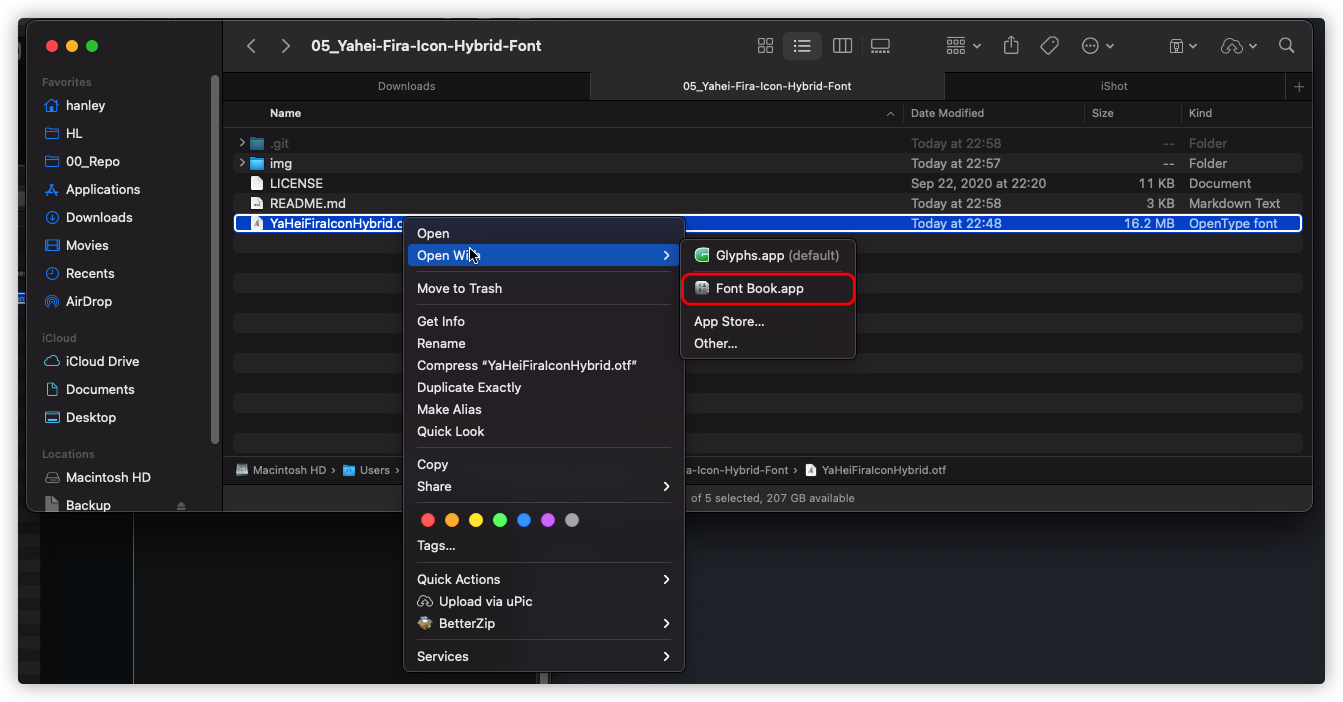 05_Yahei-Fira-Icon-Hybrid-Font
Downloads
05_Yahei-Fira-Icon-Hybrid-Font
iShot
Favorites
hanley
HL
00_Repo
Applications
Downloads
Movies
Recents
AirDrop
iCloud
iCloud Drive
Documents
Desktop
Locations
Macintosh HD
Backup
Name Date Modified Size Kind
.git Today at 22:58 -- Folder
img Today at 22:57 -- Folder
LICENSE Sep 22, 2020 at 22:20 11 KB Document
README.md Today at 22:58 3 KB Markdown Text
YaHeiFiraIconHybrid.o Today at 22:48 16.2 MB OpenType font
Open
Open With
Move to Trash
Get Info
Rename
Compress “YaHeiFiraIconHybrid.otf”
Duplicate Exactly
Make Alias
Quick Look
Copy
Share
Tags...
Quick Actions
Upload via uPic
BetterZip
Services
Glyphs.app (default)
Font Book.app
App Store...
Other...
Macintosh HD › Users › a-Icon-Hybrid-Font › YaHeiFiraIconHybrid.otf
of 5 selected, 207 GB available